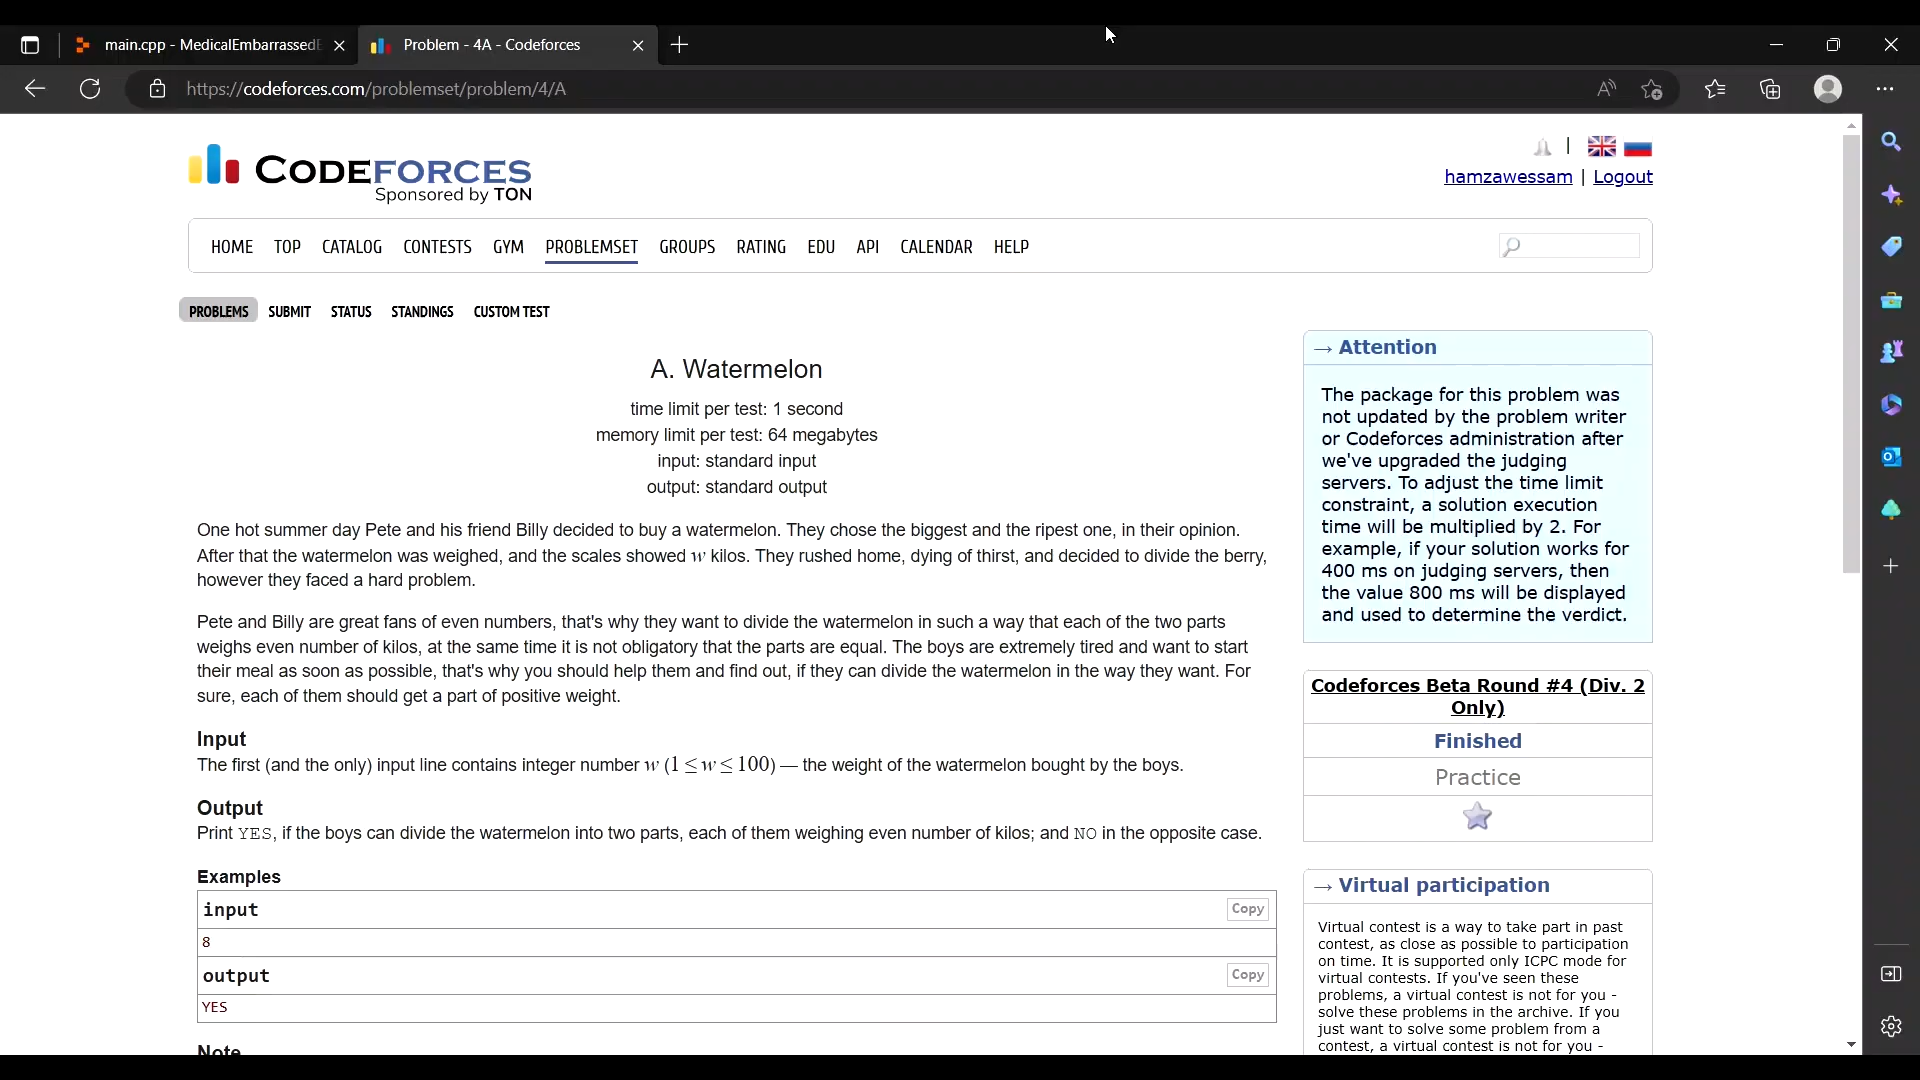 main.cpp - MedicalEmbarrassedE
Problem - 4A - Codeforces
https://codeforces.com/problemset/problem/4/A
CODEFORCES
Sponsored by TON
hamzawessam | Logout
HOME TOP CATALOG CONTESTS GYM PROBLEMSET GROUPS RATING EDU API CALENDAR HELP
PROBLEMS SUBMIT STATUS STANDINGS CUSTOM TEST
A. Watermelon
time limit per test: 1 second
memory limit per test: 64 megabytes
input: standard input
output: standard output
One hot summer day Pete and his friend Billy decided to buy a watermelon. They chose the biggest and the ripest one, in their opinion.
After that the watermelon was weighed, and the scales showed w kilos. They rushed home, dying of thirst, and decided to divide the berry,
however they faced a hard problem.
Pete and Billy are great fans of even numbers, that's why they want to divide the watermelon in such a way that each of the two parts
weighs even number of kilos, at the same time it is not obligatory that the parts are equal. The boys are extremely tired and want to start
their meal as soon as possible, that's why you should help them and find out, if they can divide the watermelon in the way they want. For
sure, each of them should get a part of positive weight.
Input
The first (and the only) input line contains integer number w (1 ≤ w ≤ 100) — the weight of the watermelon bought by the boys.
Output
Print YES, if the boys can divide the watermelon into two parts, each of them weighing even number of kilos; and NO in the opposite case.
Examples
input Copy
8
output Copy
YES
Note
→ Attention
The package for this problem was
not updated by the problem writer
or Codeforces administration after
we've upgraded the judging
servers. To adjust the time limit
constraint, a solution execution
time will be multiplied by 2. For
example, if your solution works for
400 ms on judging servers, then
the value 800 ms will be displayed
and used to determine the verdict.
Codeforces Beta Round #4 (Div. 2
Only)
Finished
Practice
→ Virtual participation
Virtual contest is a way to take part in past
contest, as close as possible to participation
on time. It is supported only ICPC mode for
virtual contests. If you've seen these
problems, a virtual contest is not for you -
solve these problems in the archive. If you
just want to solve some problem from a
contest, a virtual contest is not for you -